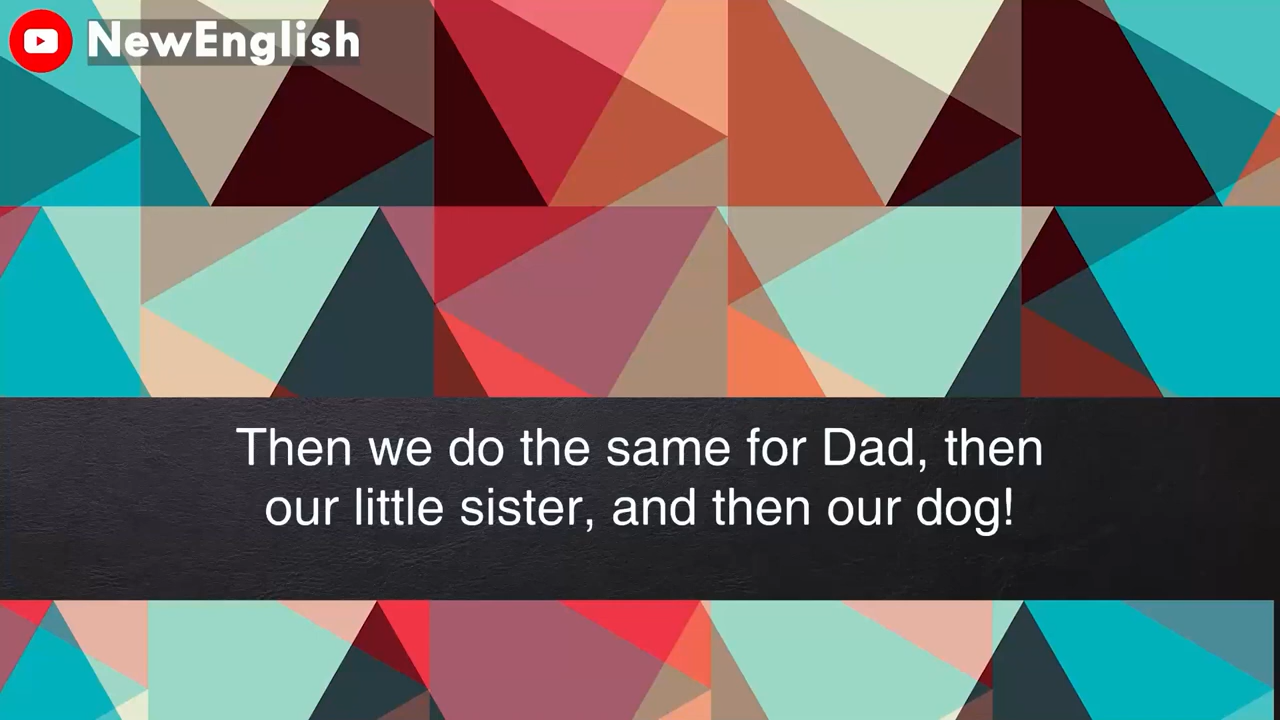 NewEnglish
Then we do the same for Dad, then
our little sister, and then our dog!